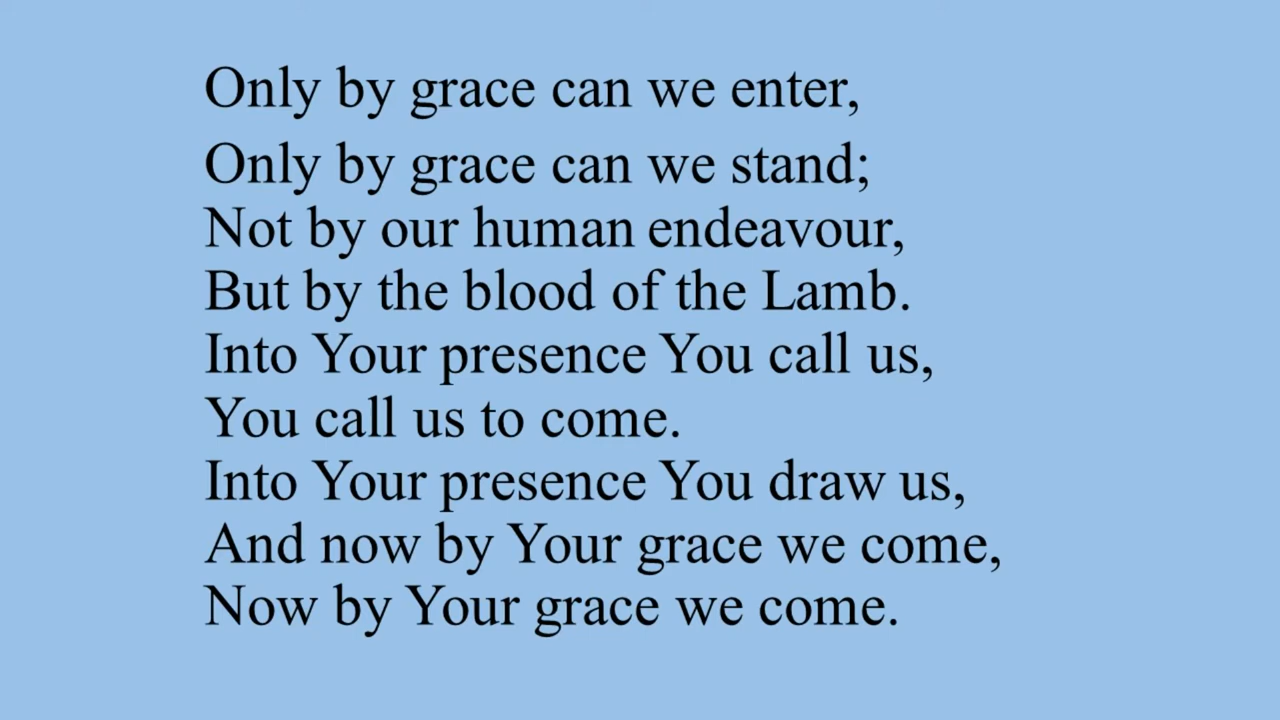 Only by grace can we enter,
Only by grace can we stand;
Not by our human endeavour,
But by the blood of the Lamb.
Into Your presence You call us,
You call us to come.
Into Your presence You draw us,
And now by Your grace we come,
Now by Your grace we come.